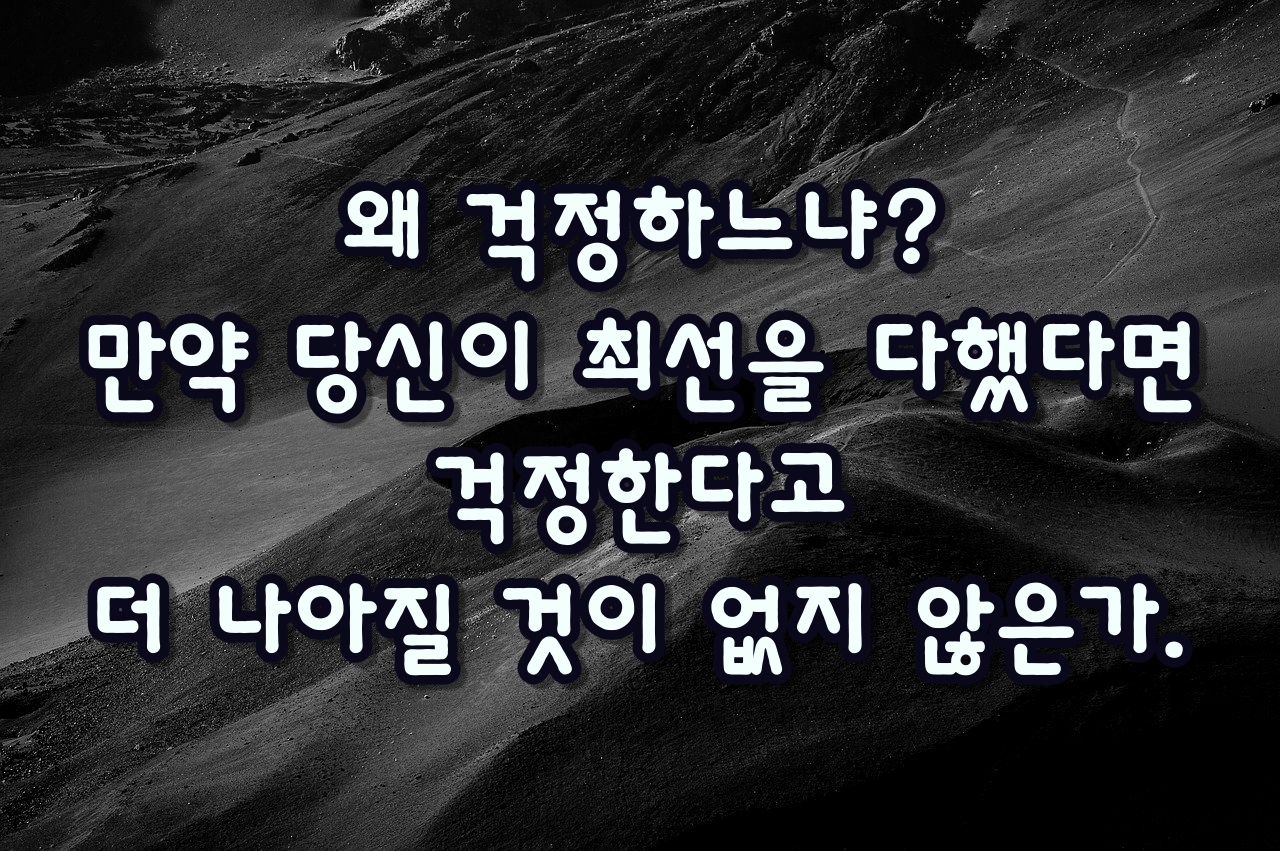 왜 걱정하느냐?
만약 당신이 최선을 다했다면
걱정한다고
더 나아질 것이 없지 않은가.